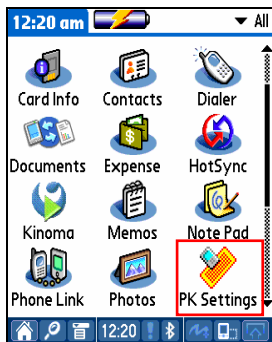 12:20 am All
Card Info Contacts Dialer
Documents Expense HotSync
Kinoma Memos Note Pad
Phone Link Photos PK Settings
12:20